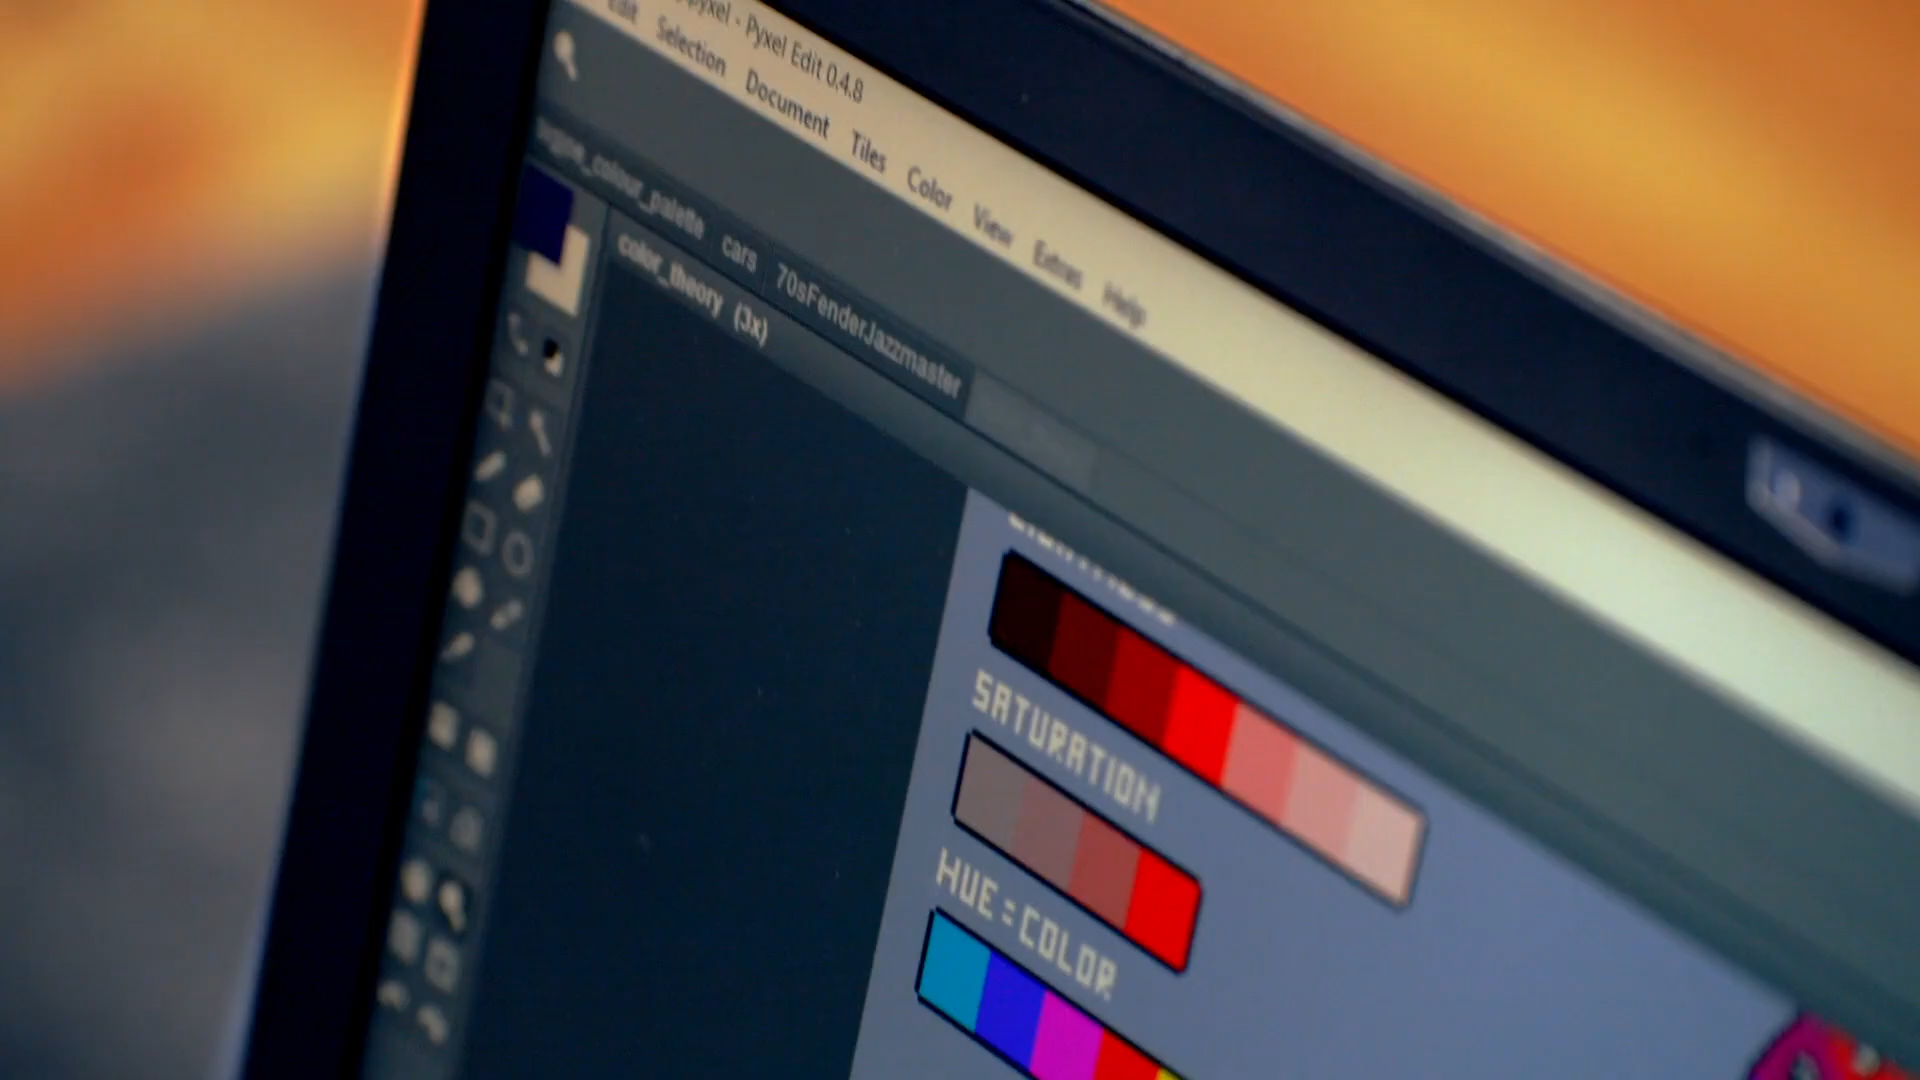 Pyxel Edit 0.4.8
Edit Selection Document Tiles Color View Extras Help
_colour_palette cars 70sFenderJazzmaster
color_theory (3x)
SATURATION
HUE = COLOR